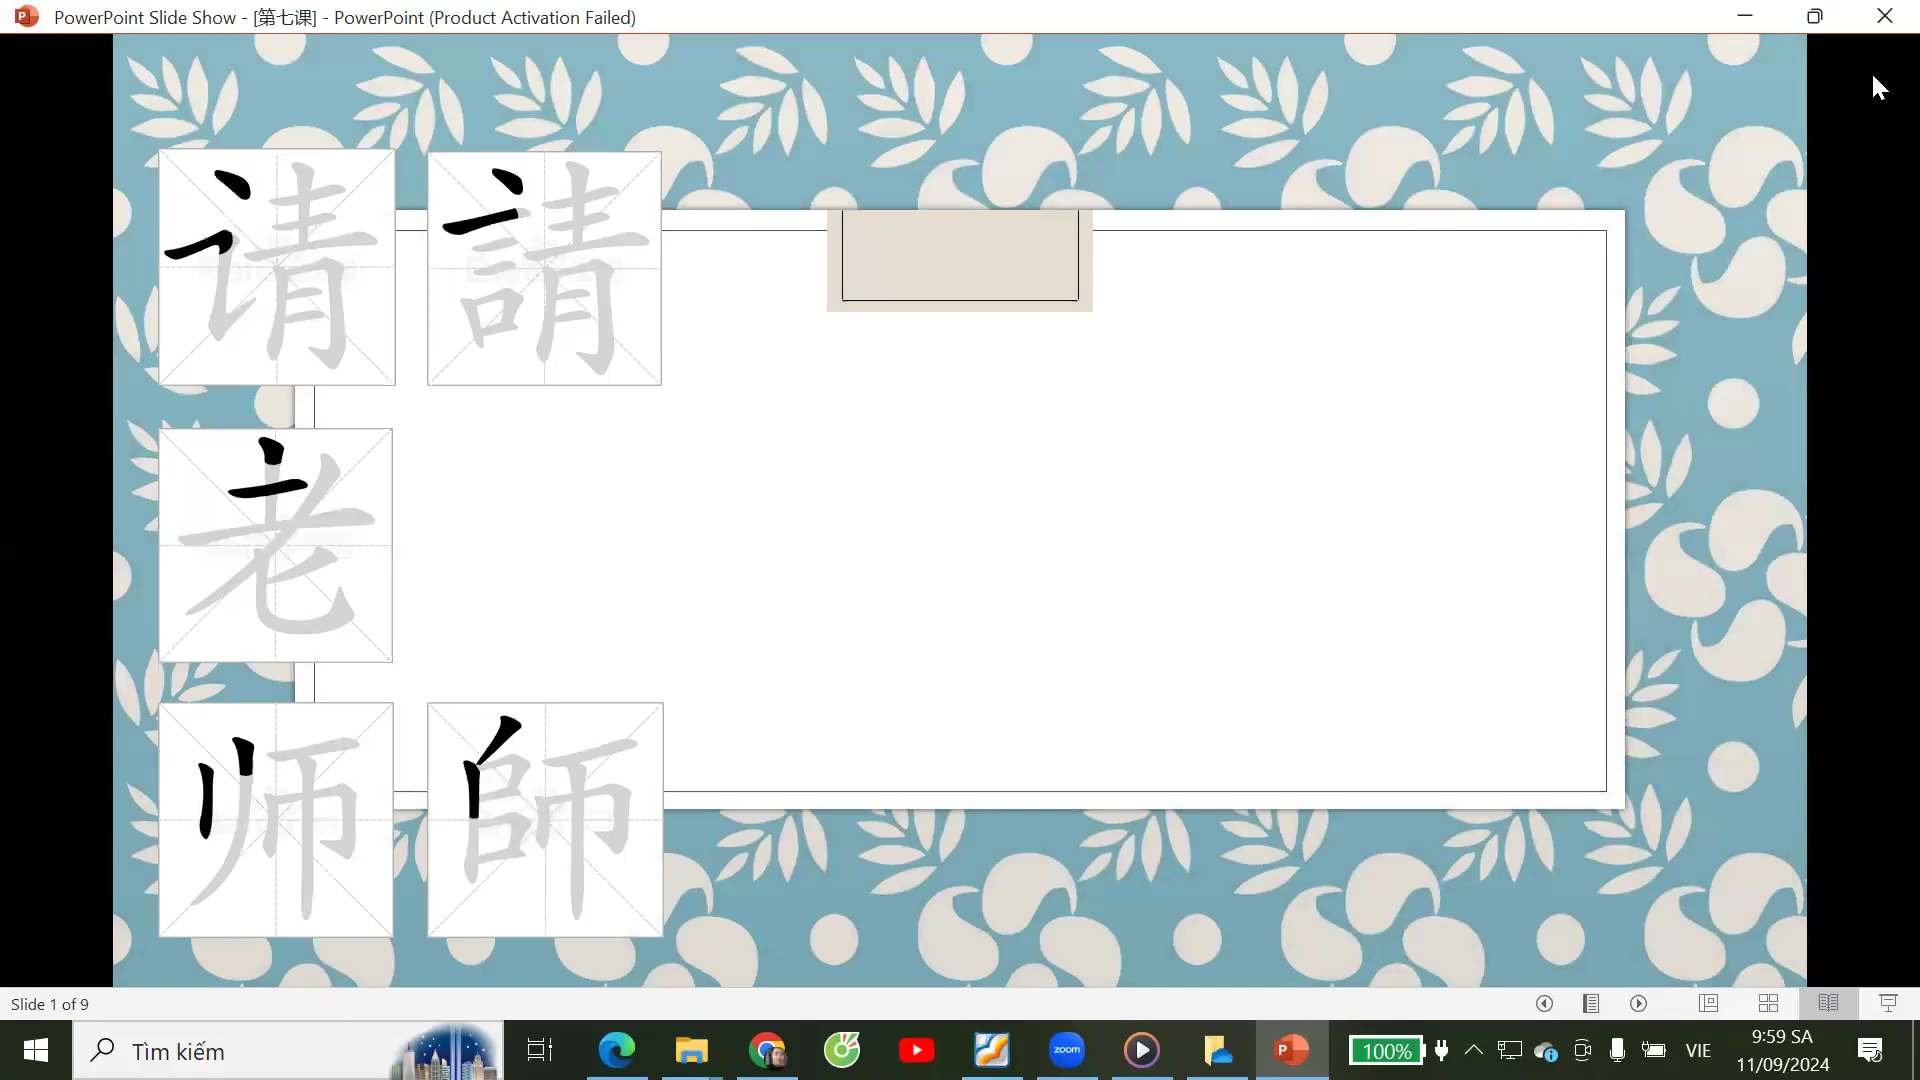 PowerPoint Slide Show - [第七课] - PowerPoint (Product Activation Failed)
请 請
老
师 師
Slide 1 of 9
Tìm kiếm
zoom
100%
VIE
9:59 SA
11/09/2024